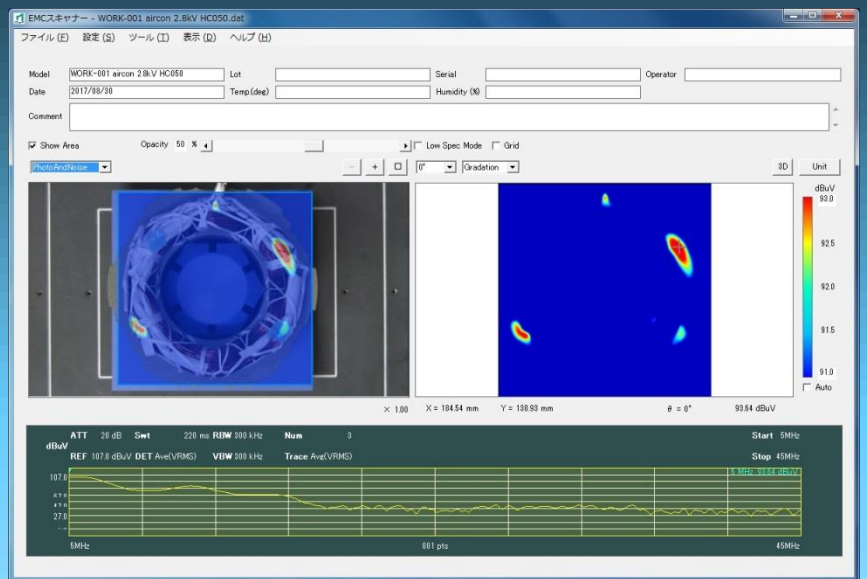 EMCスキャナー - WORK-001 aircon 2.8kV HC050.dat
ファイル (F) 設定 (S) ツール (T) 表示 (D) ヘルプ (H)
Model WORK-001 aircon 2.8kV HC050 Lot Serial Operator
Date 2017/08/30 Temp(deg) Humidity (%)
Comment
Show Area Opacity 50 % Low Spec Mode Grid
PhotoAndNoise - + 0° Gradation 3D Unit
dBuV
93.0
92.5
92.0
91.5
91.0
Auto
× 1.00 X = 184.54 mm Y = 130.93 mm θ = 0° 93.64 dBuV
ATT 20 dB Swt 220 ms RBW 300 kHz Num 3 Start 5MHz
dBuV
REF 107.0 dBuV DET Ave(VRMS) VBW 300 kHz Trace Avg(VRMS) Stop 45MHz
5 MHz 93.64 dBuV
107.0
27.0
5MHz 801 pts 45MHz